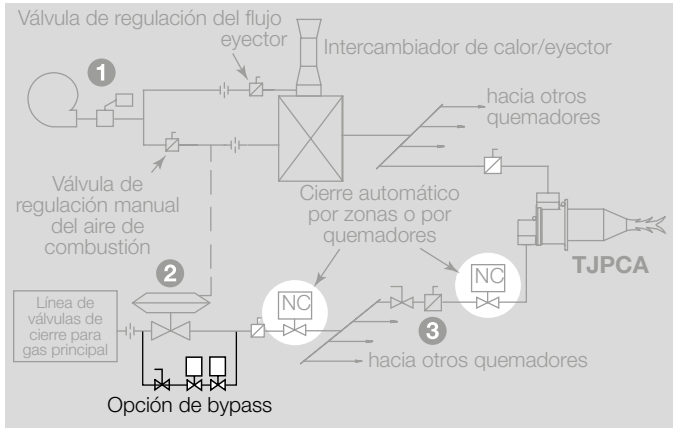 Válvula de regulación del flujo
eyector
Intercambiador de calor/eyector
1
hacia otros
quemadores
Válvula de
regulación manual
del aire de
combustión
Cierre automático
por zonas o por
quemadores
TJPCA
2
NC
NC
Línea de
válvulas de
cierre para
gas principal
3
hacia otros quemadores
Opción de bypass